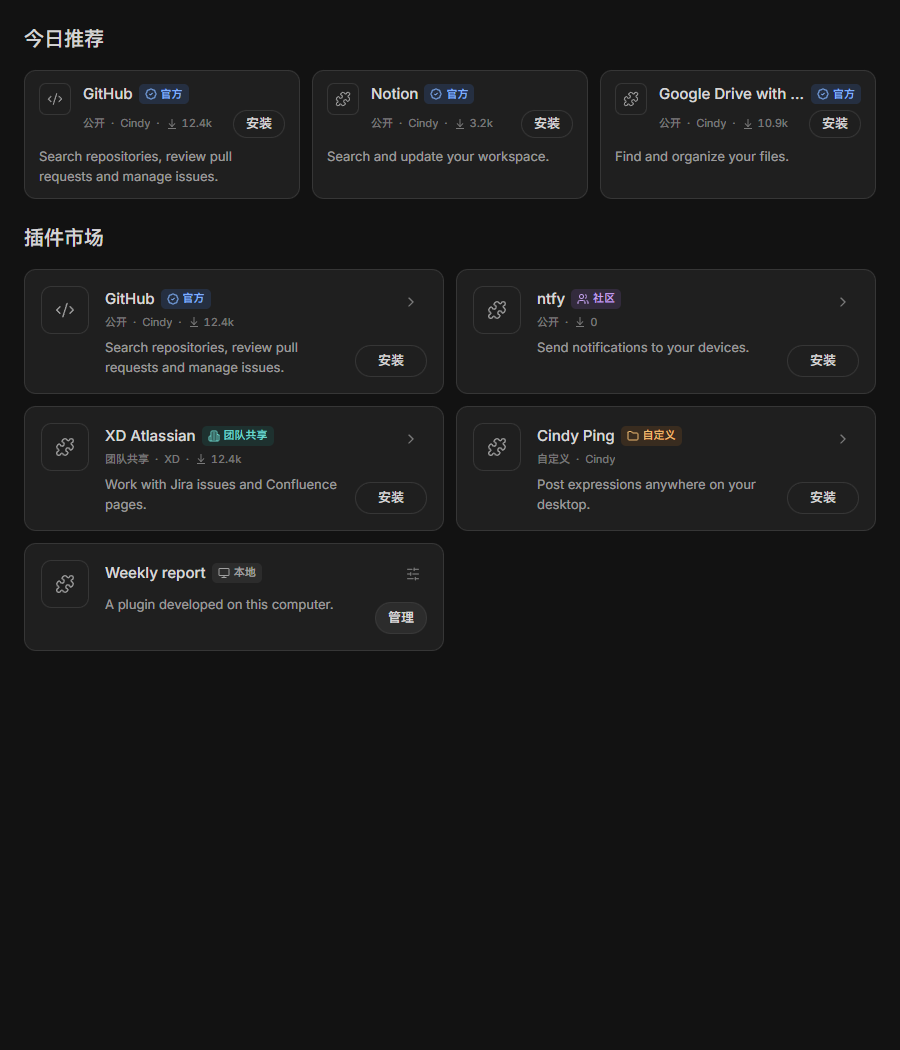 今日推荐
GitHub 官方
公开 · Cindy · 12.4k 安装
Search repositories, review pull
requests and manage issues.
Notion 官方
公开 · Cindy · 3.2k 安装
Search and update your workspace.
Google Drive with ... 官方
公开 · Cindy · 10.9k 安装
Find and organize your files.
插件市场
GitHub 官方
公开 · Cindy · 12.4k
Search repositories, review pull
requests and manage issues.
安装
ntfy 社区
公开 · 0
Send notifications to your devices.
安装
XD Atlassian 团队共享
团队共享 · XD · 12.4k
Work with Jira issues and Confluence
pages.
安装
Cindy Ping 自定义
自定义 · Cindy
Post expressions anywhere on your
desktop.
安装
Weekly report 本地
A plugin developed on this computer.
管理